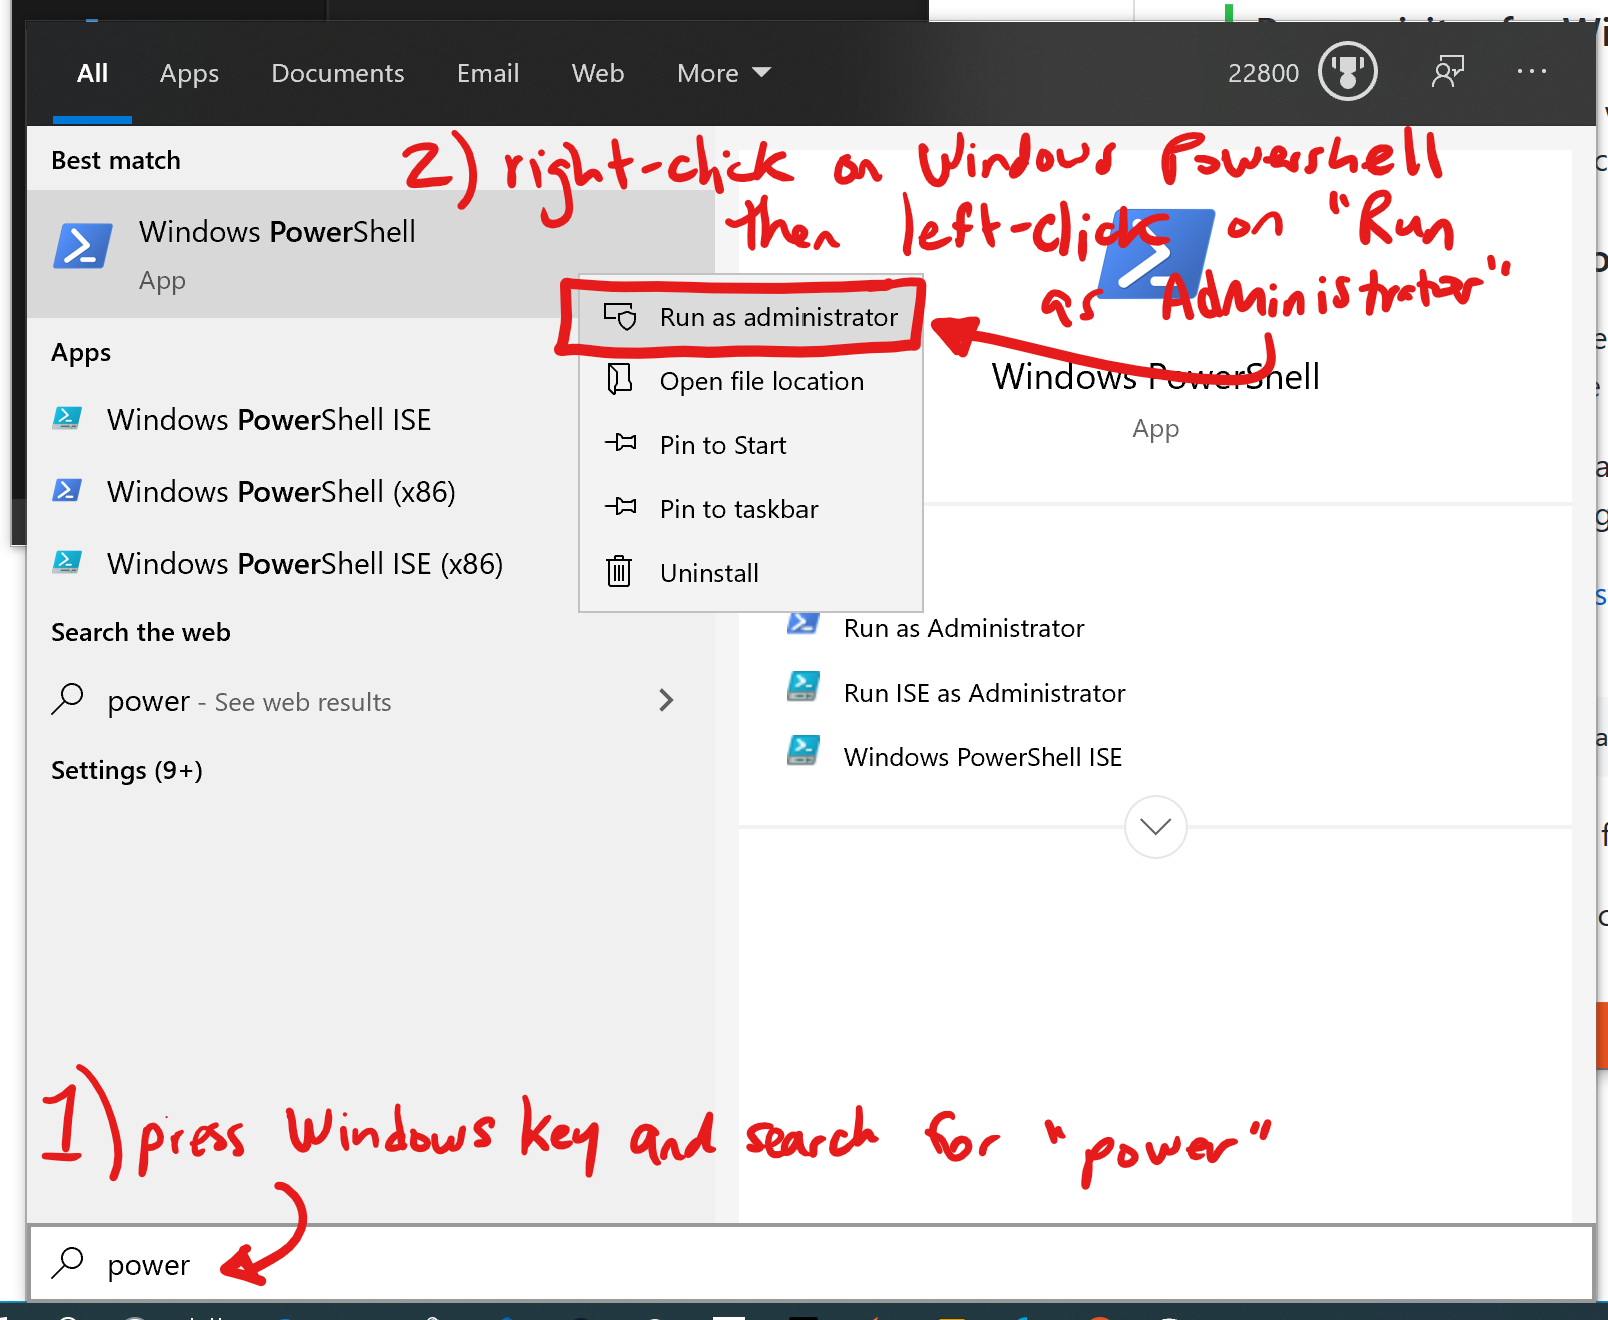 All Apps Documents Email Web More 22800
Best match
2) right-click on Windows Powershell
then left-click on "Run
as Administrator"
Windows PowerShell
App
Run as administrator
Open file location
Pin to Start
Pin to taskbar
Uninstall
Apps
Windows PowerShell ISE
Windows PowerShell (x86)
Windows PowerShell ISE (x86)
Search the web
power - See web results
Settings (9+)
Windows PowerShell
App
Run as Administrator
Run ISE as Administrator
Windows PowerShell ISE
1) press Windows key and search for "power"
power